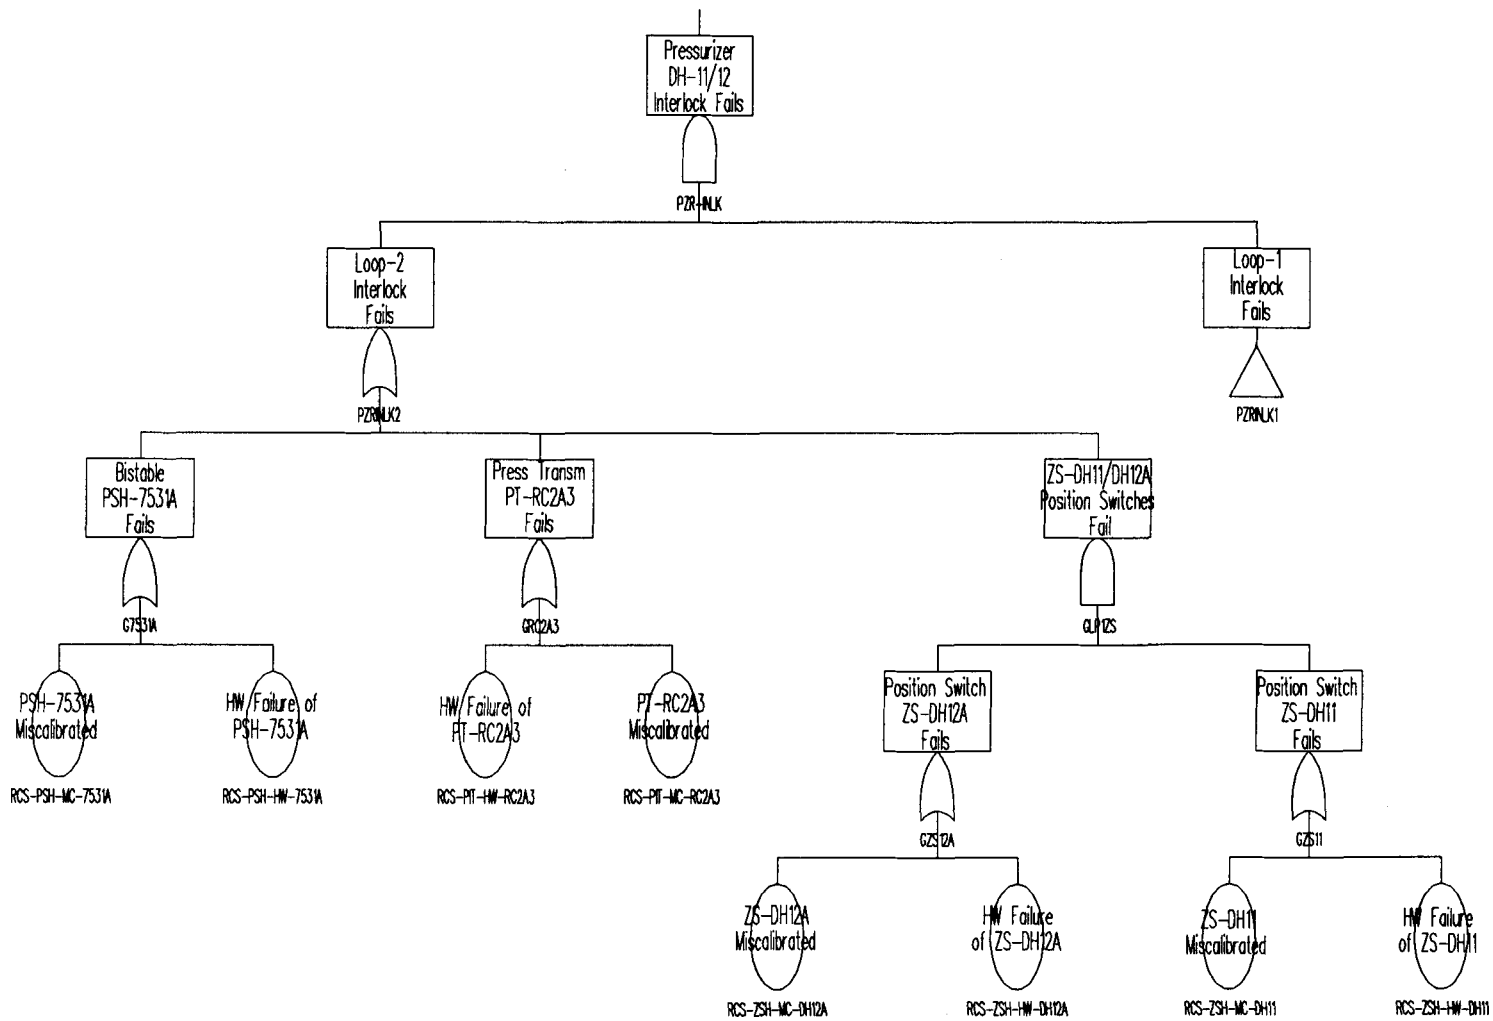 Pressurizer
DH-11/12
Interlock Fails
PZR-INLK
Loop-2
Interlock
Fails
PZRINLK2
Loop-1
Interlock
Fails
PZRINLK1
Bistable
PSH-7531A
Fails
G7531A
Press Transm
PT-RC2A3
Fails
GRC2A3
ZS-DH11/DH12A
Position Switches
Fail
GLP1ZS
PSH-7531A
Miscalibrated
RCS-PSH-MC-7531A
HW Failure of
PSH-7531A
RCS-PSH-HW-7531A
HW Failure of
PT-RC2A3
RCS-PIT-HW-RC2A3
PT-RC2A3
Miscalibrated
RCS-PIT-MC-RC2A3
Position Switch
ZS-DH12A
Fails
GZS12A
Position Switch
ZS-DH11
Fails
GZS11
ZS-DH12A
Miscalibrated
RCS-ZSH-MC-DH12A
HW Failure
of ZS-DH12A
RCS-ZSH-HW-DH12A
ZS-DH11
Miscalibrated
RCS-ZSH-MC-DH11
HW Failure
of ZS-DH11
RCS-ZSH-HW-DH11